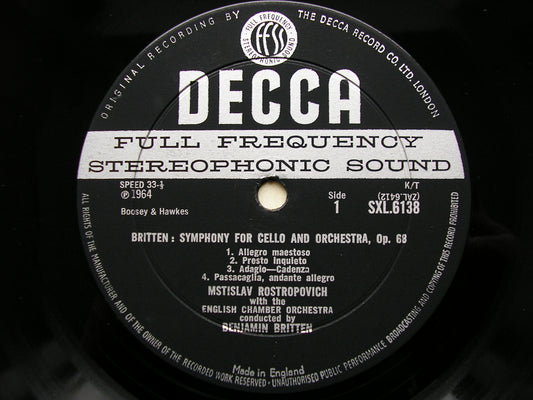 ORIGINAL RECORDING BY THE DECCA RECORD CO. LTD. LONDON
FULL FREQUENCY
ffss
STEREOPHONIC SOUND
DECCA
FULL FREQUENCY
STEREOPHONIC SOUND
SPEED 33-⅓
℗1964
Boosey & Hawkes
Side
1
K/T
(ZAL.6412)
SXL.6138
BRITTEN: SYMPHONY FOR CELLO AND ORCHESTRA, Op. 68
1. Allegro maestoso
2. Presto Inquieto
3. Adagio—Cadenza
4. Passacaglia, andante allegro
MSTISLAV ROSTROPOVICH
with the
ENGLISH CHAMBER ORCHESTRA
conducted by
BENJAMIN BRITTEN
Made in England
ALL RIGHTS OF THE MANUFACTURER AND OF THE OWNER OF THE RECORDED WORK RESERVED - UNAUTHORISED PUBLIC PERFORMANCE BROADCASTING AND COPYING OF THIS RECORD PROHIBITED